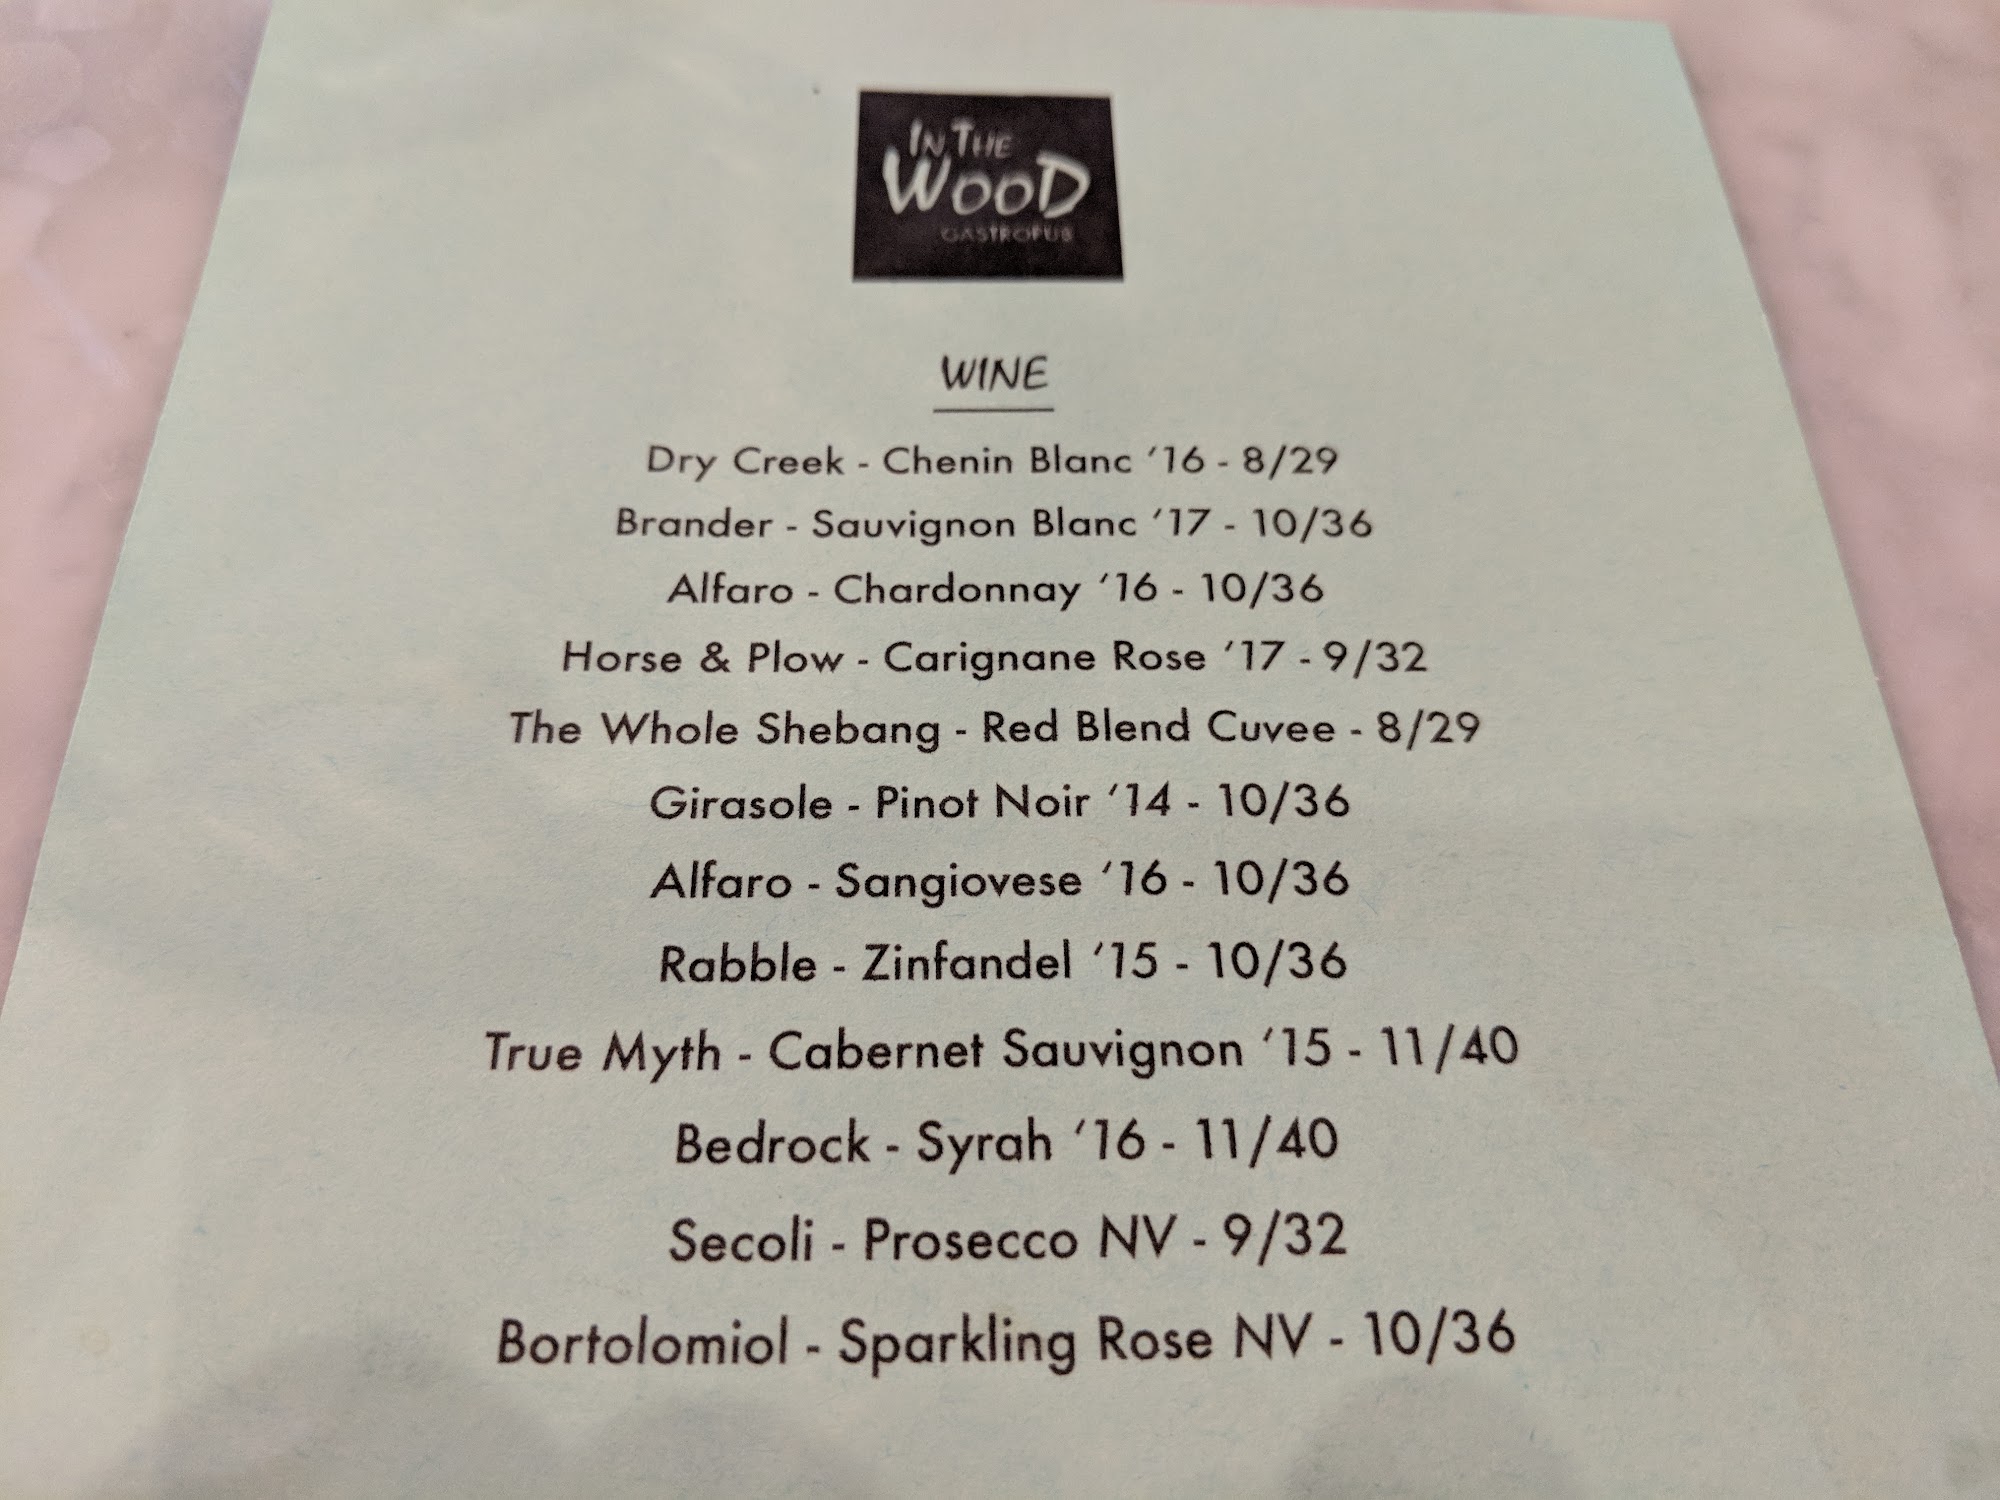 IN THE
WOOD
GASTROPUB
WINE
Dry Creek - Chenin Blanc ‘16 - 8/29
Brander - Sauvignon Blanc ‘17 - 10/36
Alfaro - Chardonnay ‘16 - 10/36
Horse & Plow - Carignane Rose ‘17 - 9/32
The Whole Shebang - Red Blend Cuvee - 8/29
Girasole - Pinot Noir ‘14 - 10/36
Alfaro - Sangiovese ‘16 - 10/36
Rabble - Zinfandel ‘15 - 10/36
True Myth - Cabernet Sauvignon ‘15 - 11/40
Bedrock - Syrah ‘16 - 11/40
Secoli - Prosecco NV - 9/32
Bortolomiol - Sparkling Rose NV - 10/36